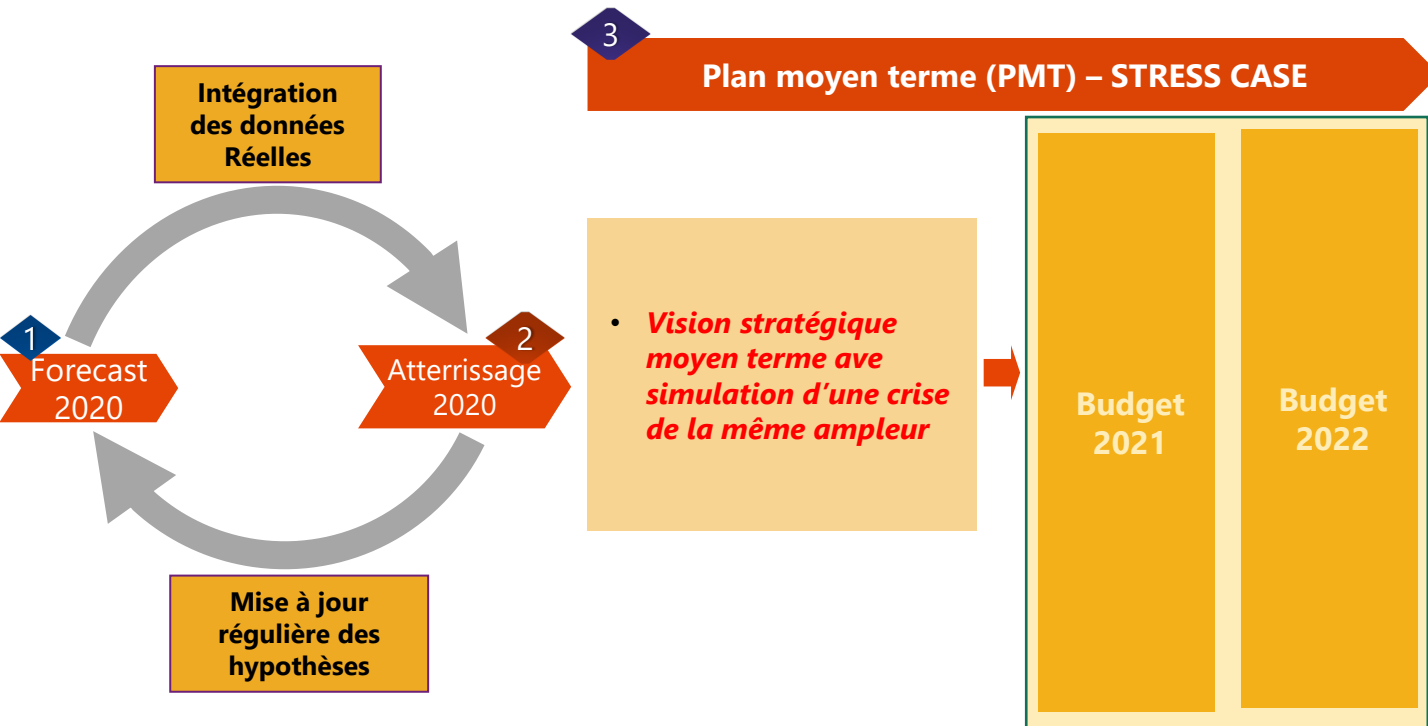 3
Plan moyen terme (PMT) – STRESS CASE
Intégration
des données
Réelles
1
Forecast
2020
2
Atterrissage
2020
Mise à jour
régulière des
hypothèses
• Vision stratégique
moyen terme ave
simulation d’une crise
de la même ampleur
Budget
2021
Budget
2022